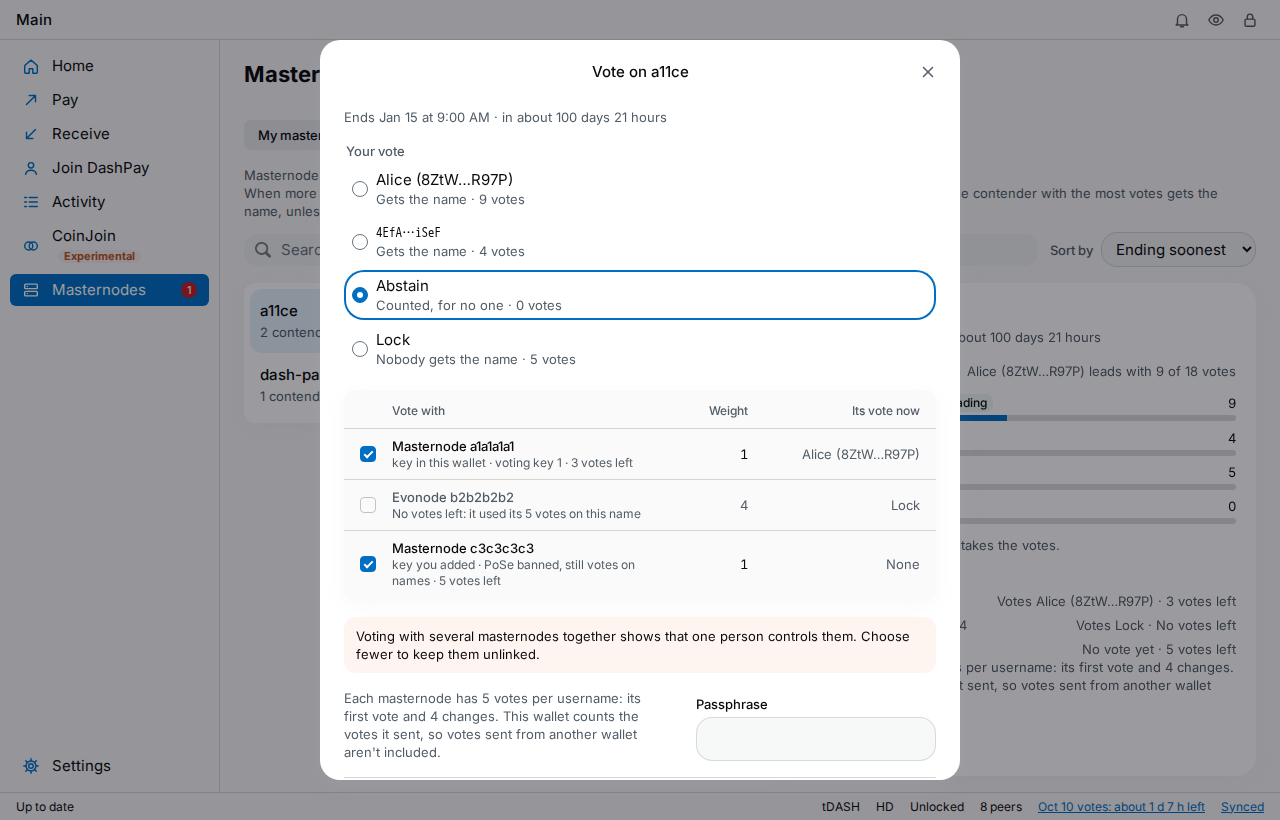 Main
Home
Pay
Receive
Join DashPay
Activity
CoinJoin
Experimental
Masternodes
1
Settings
Master
My master
Masternode
When more
name, unles
e contender with the most votes gets the
Searc
Sort by
Ending soonest
a11ce
2 contend
dash-pa
1 contend
bout 100 days 21 hours
Alice (8ZtW…R97P) leads with 9 of 18 votes
ading
9
4
5
0
takes the votes.
Votes Alice (8ZtW…R97P) · 3 votes left
4
Votes Lock · No votes left
No vote yet · 5 votes left
s per username: its first vote and 4 changes.
t sent, so votes sent from another wallet
Vote on a11ce
Ends Jan 15 at 9:00 AM · in about 100 days 21 hours
Your vote
Alice (8ZtW…R97P)
Gets the name · 9 votes
4EfA…iSeF
Gets the name · 4 votes
Abstain
Counted, for no one · 0 votes
Lock
Nobody gets the name · 5 votes
Vote with
Weight
Its vote now
Masternode a1a1a1a1
key in this wallet · voting key 1 · 3 votes left
1
Alice (8ZtW…R97P)
Evonode b2b2b2b2
No votes left: it used its 5 votes on this name
4
Lock
Masternode c3c3c3c3
key you added · PoSe banned, still votes on
names · 5 votes left
1
None
Voting with several masternodes together shows that one person controls them. Choose
fewer to keep them unlinked.
Each masternode has 5 votes per username: its
first vote and 4 changes. This wallet counts the
votes it sent, so votes sent from another wallet
aren't included.
Passphrase
Up to date
tDASH
HD
Unlocked
8 peers
Oct 10 votes: about 1 d 7 h left
Synced